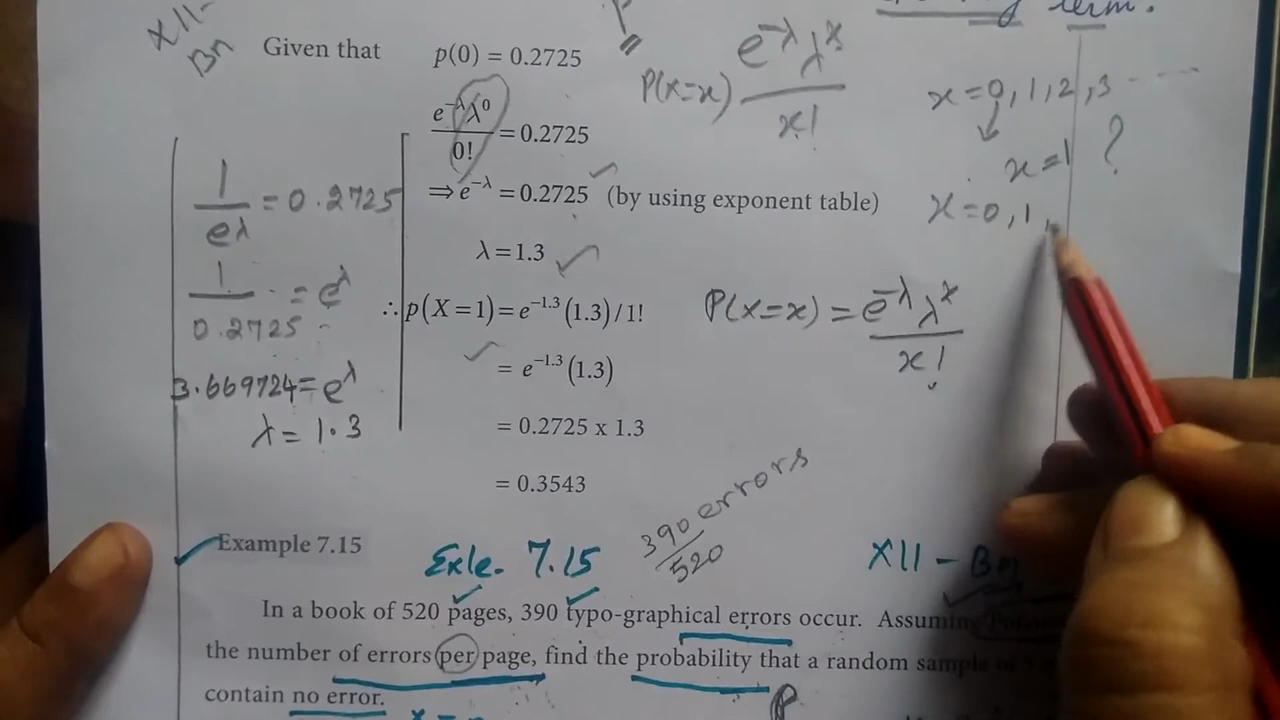 term.
XII-
Bn
Given that p(0) = 0.2725
P(X=x) e^-λ λ^x / x!
x=0,1,2,3 ----
e^-λ λ^0 / 0! = 0.2725
x=1 ?
⇒ e^-λ = 0.2725 (by using exponent table)
x=0,1,
1/e^λ = 0.2725
λ = 1.3
1/0.2725 = e^λ
∴ p(X = 1) = e^-1.3 (1.3) / 1!
P(X=x) = e^-λ λ^x / x!
= e^-1.3 (1.3)
3.669724 = e^λ
λ = 1.3
= 0.2725 x 1.3
= 0.3543
390 errors
520
Example 7.15
Exle. 7.15
XII - Bn
In a book of 520 pages, 390 typo-graphical errors occur. Assuming
the number of errors per page, find the probability that a random sample
contain no error.